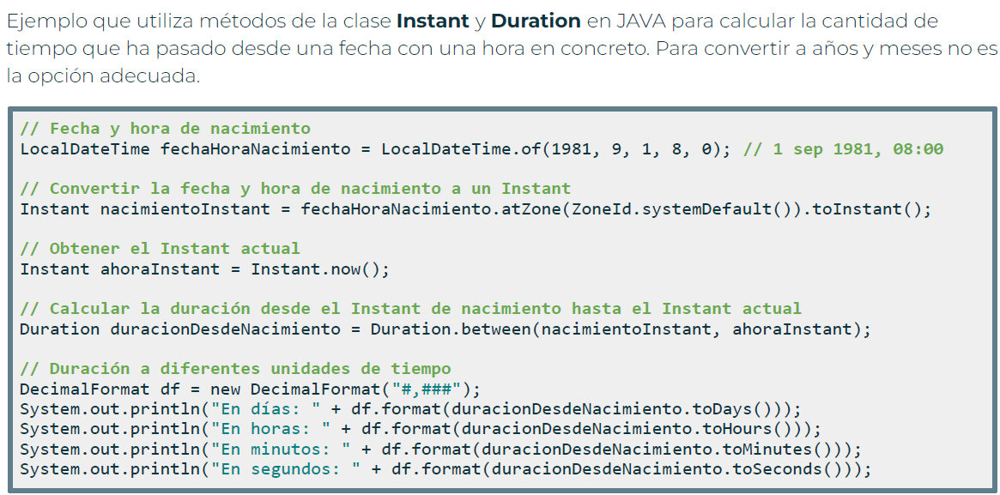 Ejemplo que utiliza métodos de la clase Instant y Duration en JAVA para calcular la cantidad de
tiempo que ha pasado desde una fecha con una hora en concreto. Para convertir a años y meses no es
la opción adecuada.
// Fecha y hora de nacimiento
LocalDateTime fechaHoraNacimiento = LocalDateTime.of(1981, 9, 1, 8, 0); // 1 sep 1981, 08:00
// Convertir la fecha y hora de nacimiento a un Instant
Instant nacimientoInstant = fechaHoraNacimiento.atZone(ZoneId.systemDefault()).toInstant();
// Obtener el Instant actual
Instant ahoraInstant = Instant.now();
// Calcular la duración desde el Instant de nacimiento hasta el Instant actual
Duration duracionDesdeNacimiento = Duration.between(nacimientoInstant, ahoraInstant);
// Duración a diferentes unidades de tiempo
DecimalFormat df = new DecimalFormat("#,###");
System.out.println("En días: " + df.format(duracionDesdeNacimiento.toDays()));
System.out.println("En horas: " + df.format(duracionDesdeNacimiento.toHours()));
System.out.println("En minutos: " + df.format(duracionDesdeNacimiento.toMinutes()));
System.out.println("En segundos: " + df.format(duracionDesdeNacimiento.toSeconds()));